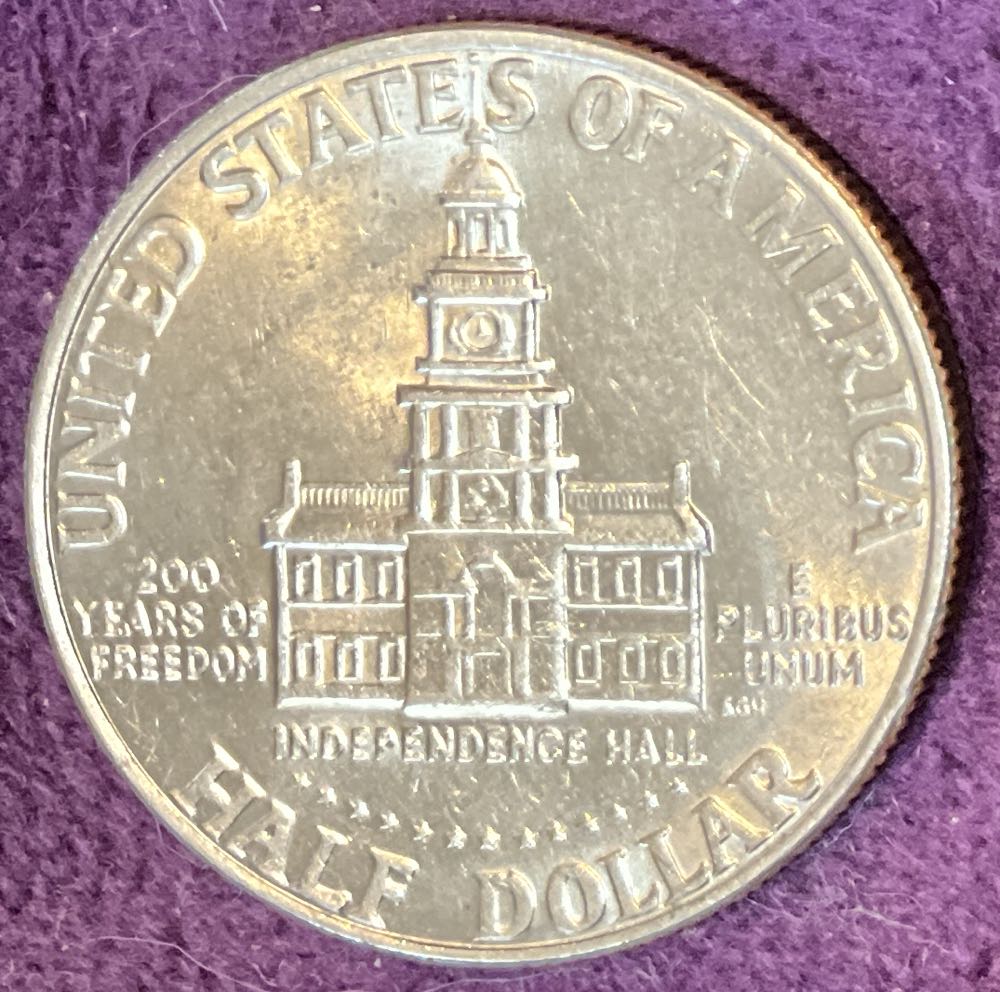 UNITED STATES OF AMERICA
200
YEARS OF
FREEDOM
E
PLURIBUS
UNUM
INDEPENDENCE HALL
HALF DOLLAR